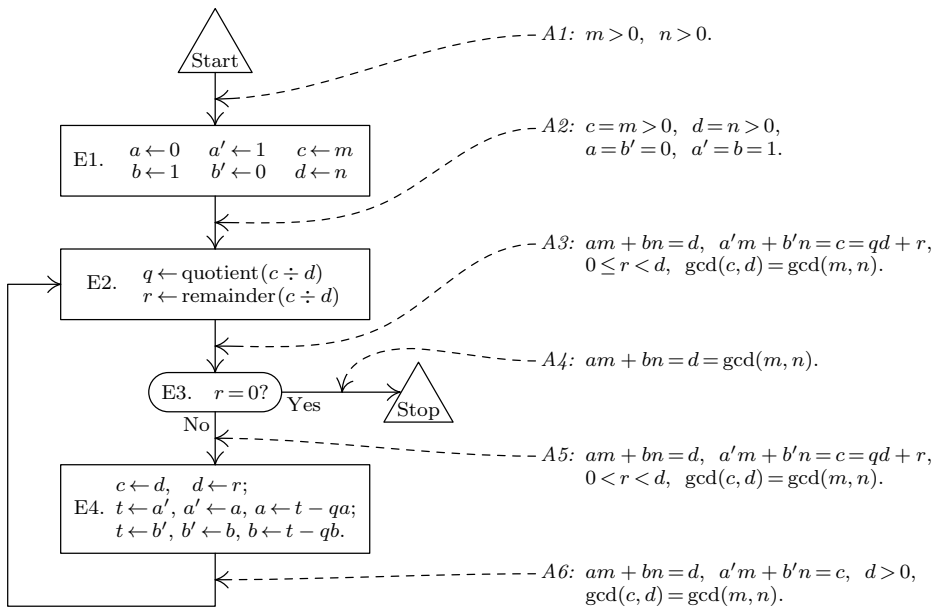 Start
A1: m > 0, n > 0.
E1. a ← 0 a′ ← 1 c ← m
b ← 1 b′ ← 0 d ← n
A2: c = m > 0, d = n > 0,
a = b′ = 0, a′ = b = 1.
E2. q ← quotient(c ÷ d)
r ← remainder(c ÷ d)
A3: am + bn = d, a′m + b′n = c = qd + r,
0 ≤ r < d, gcd(c, d) = gcd(m, n).
E3. r = 0?
Yes
No
Stop
A4: am + bn = d = gcd(m, n).
A5: am + bn = d, a′m + b′n = c = qd + r,
0 < r < d, gcd(c, d) = gcd(m, n).
c ← d, d ← r;
E4. t ← a′, a′ ← a, a ← t − qa;
t ← b′, b′ ← b, b ← t − qb.
A6: am + bn = d, a′m + b′n = c, d > 0,
gcd(c, d) = gcd(m, n).